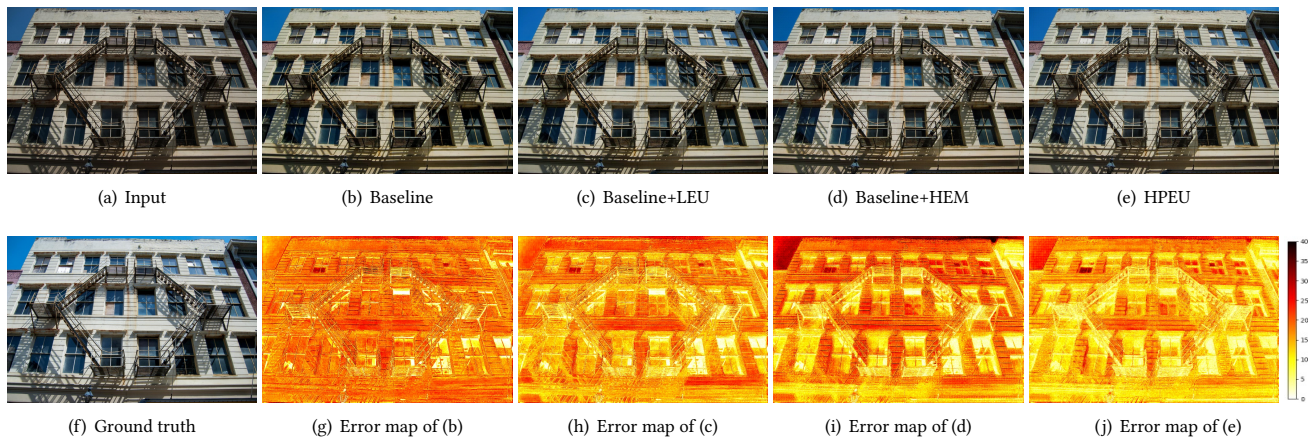 (a) Input
(b) Baseline
(c) Baseline+LEU
(d) Baseline+HEM
(e) HPEU
40
35
30
25
20
15
10
5
0
(f) Ground truth
(g) Error map of (b)
(h) Error map of (c)
(i) Error map of (d)
(j) Error map of (e)